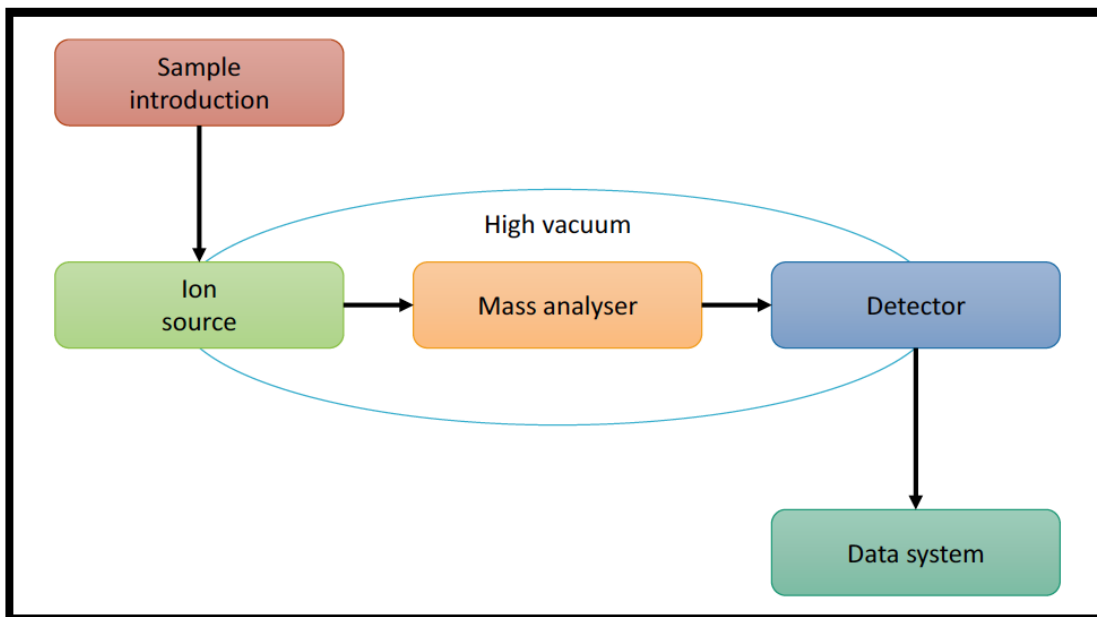 Sample
introduction
High vacuum
Ion
source
Mass analyser
Detector
Data system